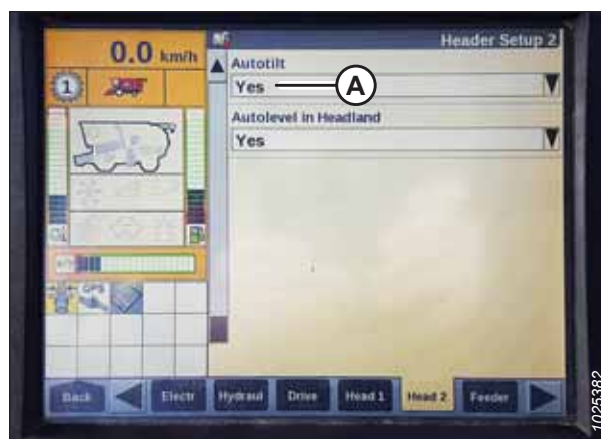 0.0 km/h
Header Setup 2
1
Autotilt
Yes
A
Autolevel in Headland
Yes
GPS
Back
Electr
Hydraul
Drive
Head 1
Head 2
Feeder
1025382